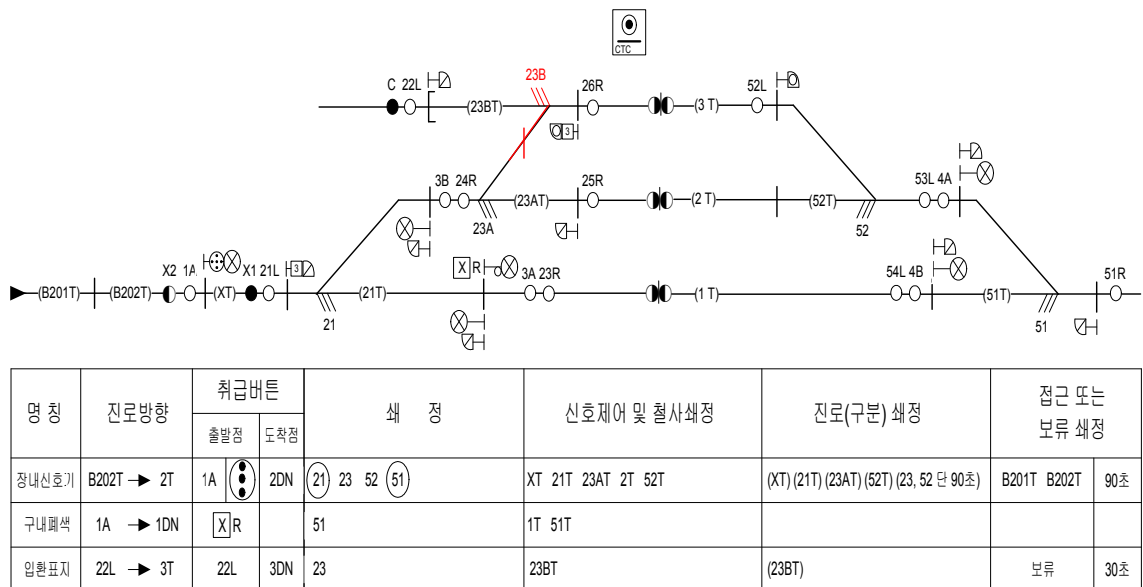 CTC
23B
C 22L (23BT) 26R (3 T) 52L
3
3B 24R (23AT) 25R (2 T) (52T) 53L 4A
23A 52
X2 1A X1 21L 3 X R
(B201T) (B202T) (XT) (21T) 3A 23R (1 T) 54L 4B (51T) 51R
21 51
명 칭 진로방향 취급버튼 쇄 정 신호제어 및 철사쇄정 진로(구분) 쇄정 접근 또는
보류 쇄정
출발점 도착점
장내신호기 B202T → 2T 1A 2DN 21 23 52 51 XT 21T 23AT 2T 52T (XT) (21T) (23AT) (52T) (23, 52 단 90초) B201T B202T 90초
구내폐색 1A → 1DN X R 51 1T 51T
입환표지 22L → 3T 22L 3DN 23 23BT (23BT) 보류 30초